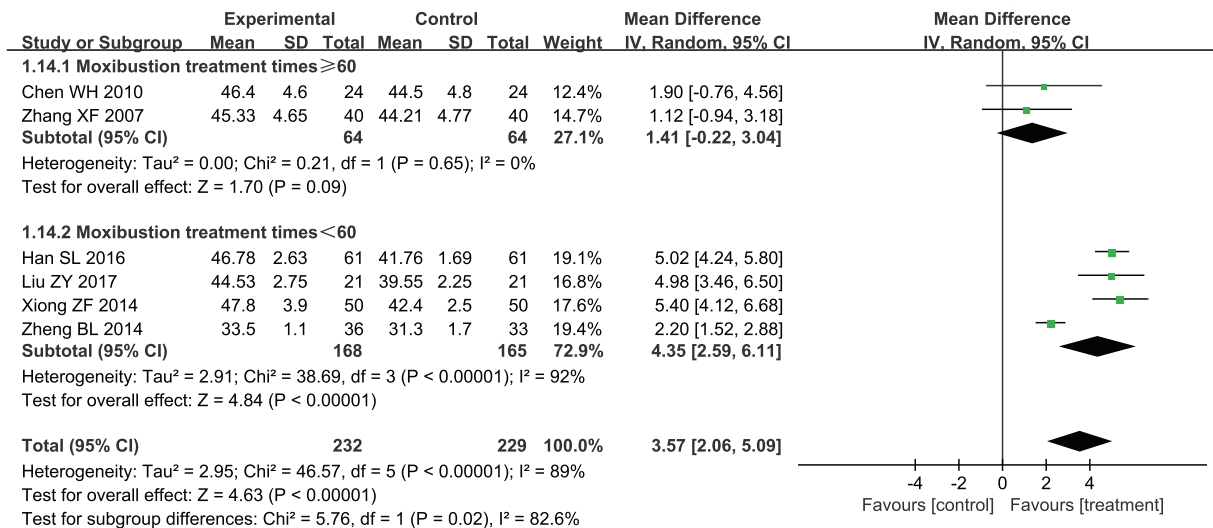 Experimental Control Mean Difference Mean Difference
Study or Subgroup Mean SD Total Mean SD Total Weight IV, Random, 95% CI IV, Random, 95% CI
1.14.1 Moxibustion treatment times≥60
Chen WH 2010 46.4 4.6 24 44.5 4.8 24 12.4% 1.90 [-0.76, 4.56]
Zhang XF 2007 45.33 4.65 40 44.21 4.77 40 14.7% 1.12 [-0.94, 3.18]
Subtotal (95% CI) 64 64 27.1% 1.41 [-0.22, 3.04]
Heterogeneity: Tau² = 0.00; Chi² = 0.21, df = 1 (P = 0.65); I² = 0%
Test for overall effect: Z = 1.70 (P = 0.09)
1.14.2 Moxibustion treatment times<60
Han SL 2016 46.78 2.63 61 41.76 1.69 61 19.1% 5.02 [4.24, 5.80]
Liu ZY 2017 44.53 2.75 21 39.55 2.25 21 16.8% 4.98 [3.46, 6.50]
Xiong ZF 2014 47.8 3.9 50 42.4 2.5 50 17.6% 5.40 [4.12, 6.68]
Zheng BL 2014 33.5 1.1 36 31.3 1.7 33 19.4% 2.20 [1.52, 2.88]
Subtotal (95% CI) 168 165 72.9% 4.35 [2.59, 6.11]
Heterogeneity: Tau² = 2.91; Chi² = 38.69, df = 3 (P < 0.00001); I² = 92%
Test for overall effect: Z = 4.84 (P < 0.00001)
Total (95% CI) 232 229 100.0% 3.57 [2.06, 5.09]
Heterogeneity: Tau² = 2.95; Chi² = 46.57, df = 5 (P < 0.00001); I² = 89%
Test for overall effect: Z = 4.63 (P < 0.00001)
Test for subgroup differences: Chi² = 5.76, df = 1 (P = 0.02), I² = 82.6%
-4 -2 0 2 4
Favours [control] Favours [treatment]